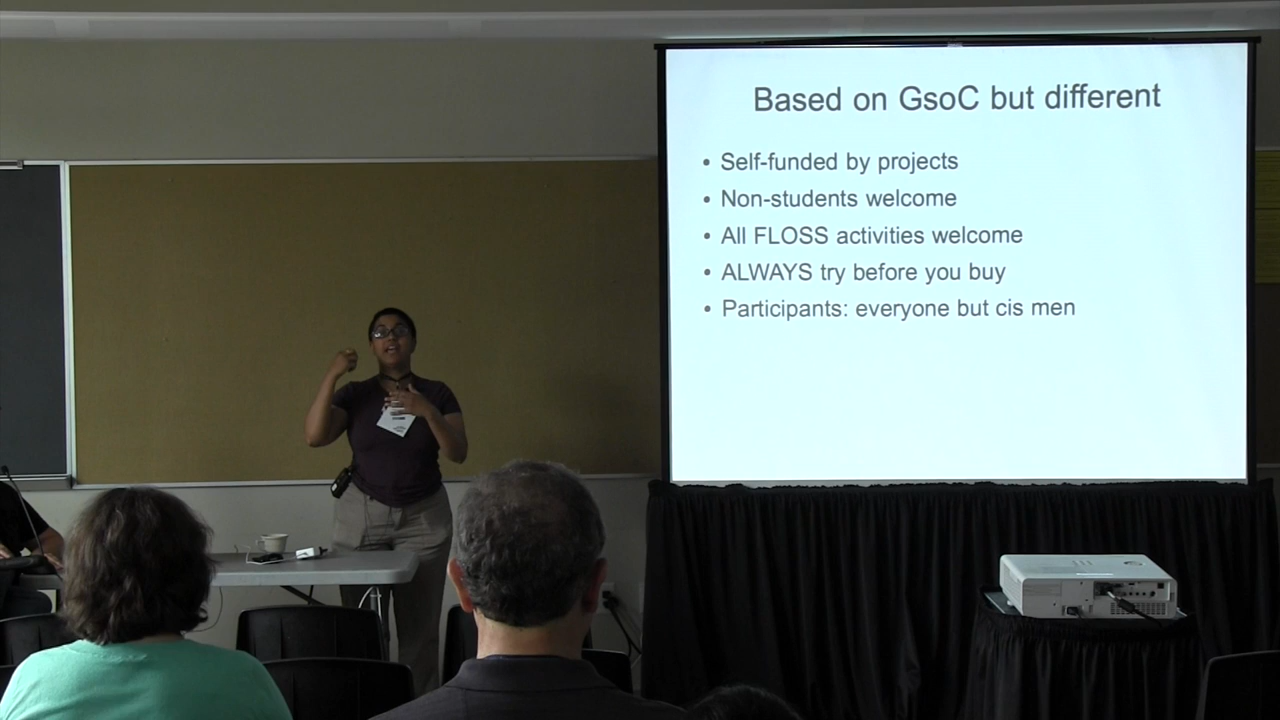 Based on GsoC but different
• Self-funded by projects
• Non-students welcome
• All FLOSS activities welcome
• ALWAYS try before you buy
• Participants: everyone but cis men